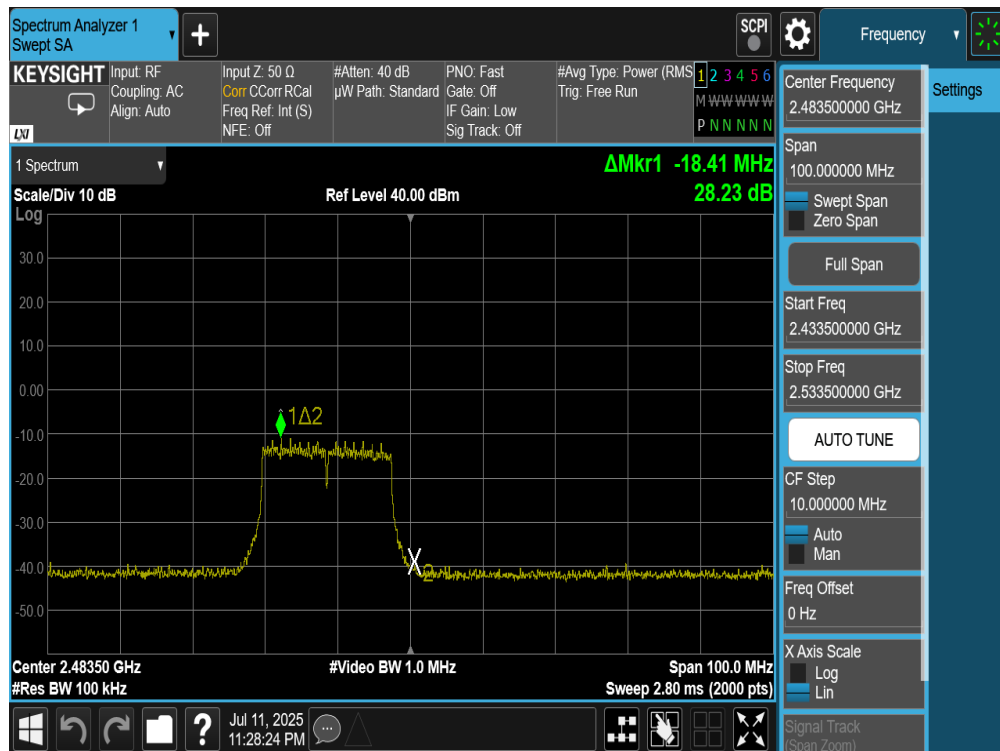 Spectrum Analyzer 1
Swept SA
+
SCPI
Frequency
KEYSIGHT
LXI
Input: RF
Coupling: AC
Align: Auto
Input Z: 50 Ω
Corr CCorr RCal
Freq Ref: Int (S)
NFE: Off
#Atten: 40 dB
µW Path: Standard
PNO: Fast
Gate: Off
IF Gain: Low
Sig Track: Off
#Avg Type: Power (RMS
Trig: Free Run
1 2 3 4 5 6
M W W W W W
P N N N N N
Center Frequency
2.483500000 GHz
Settings
Span
100.000000 MHz
Swept Span
Zero Span
Full Span
Start Freq
2.433500000 GHz
Stop Freq
2.533500000 GHz
AUTO TUNE
CF Step
10.000000 MHz
Auto
Man
Freq Offset
0 Hz
X Axis Scale
Log
Lin
Signal Track
(Span Zoom)
1 Spectrum
ΔMkr1 -18.41 MHz
28.23 dB
Scale/Div 10 dB
Ref Level 40.00 dBm
Log
30.0
20.0
10.0
0.00
-10.0
-20.0
-30.0
-40.0
-50.0
1Δ2
X2
Center 2.48350 GHz
#Video BW 1.0 MHz
Span 100.0 MHz
#Res BW 100 kHz
Sweep 2.80 ms (2000 pts)
?
Jul 11, 2025
11:28:24 PM